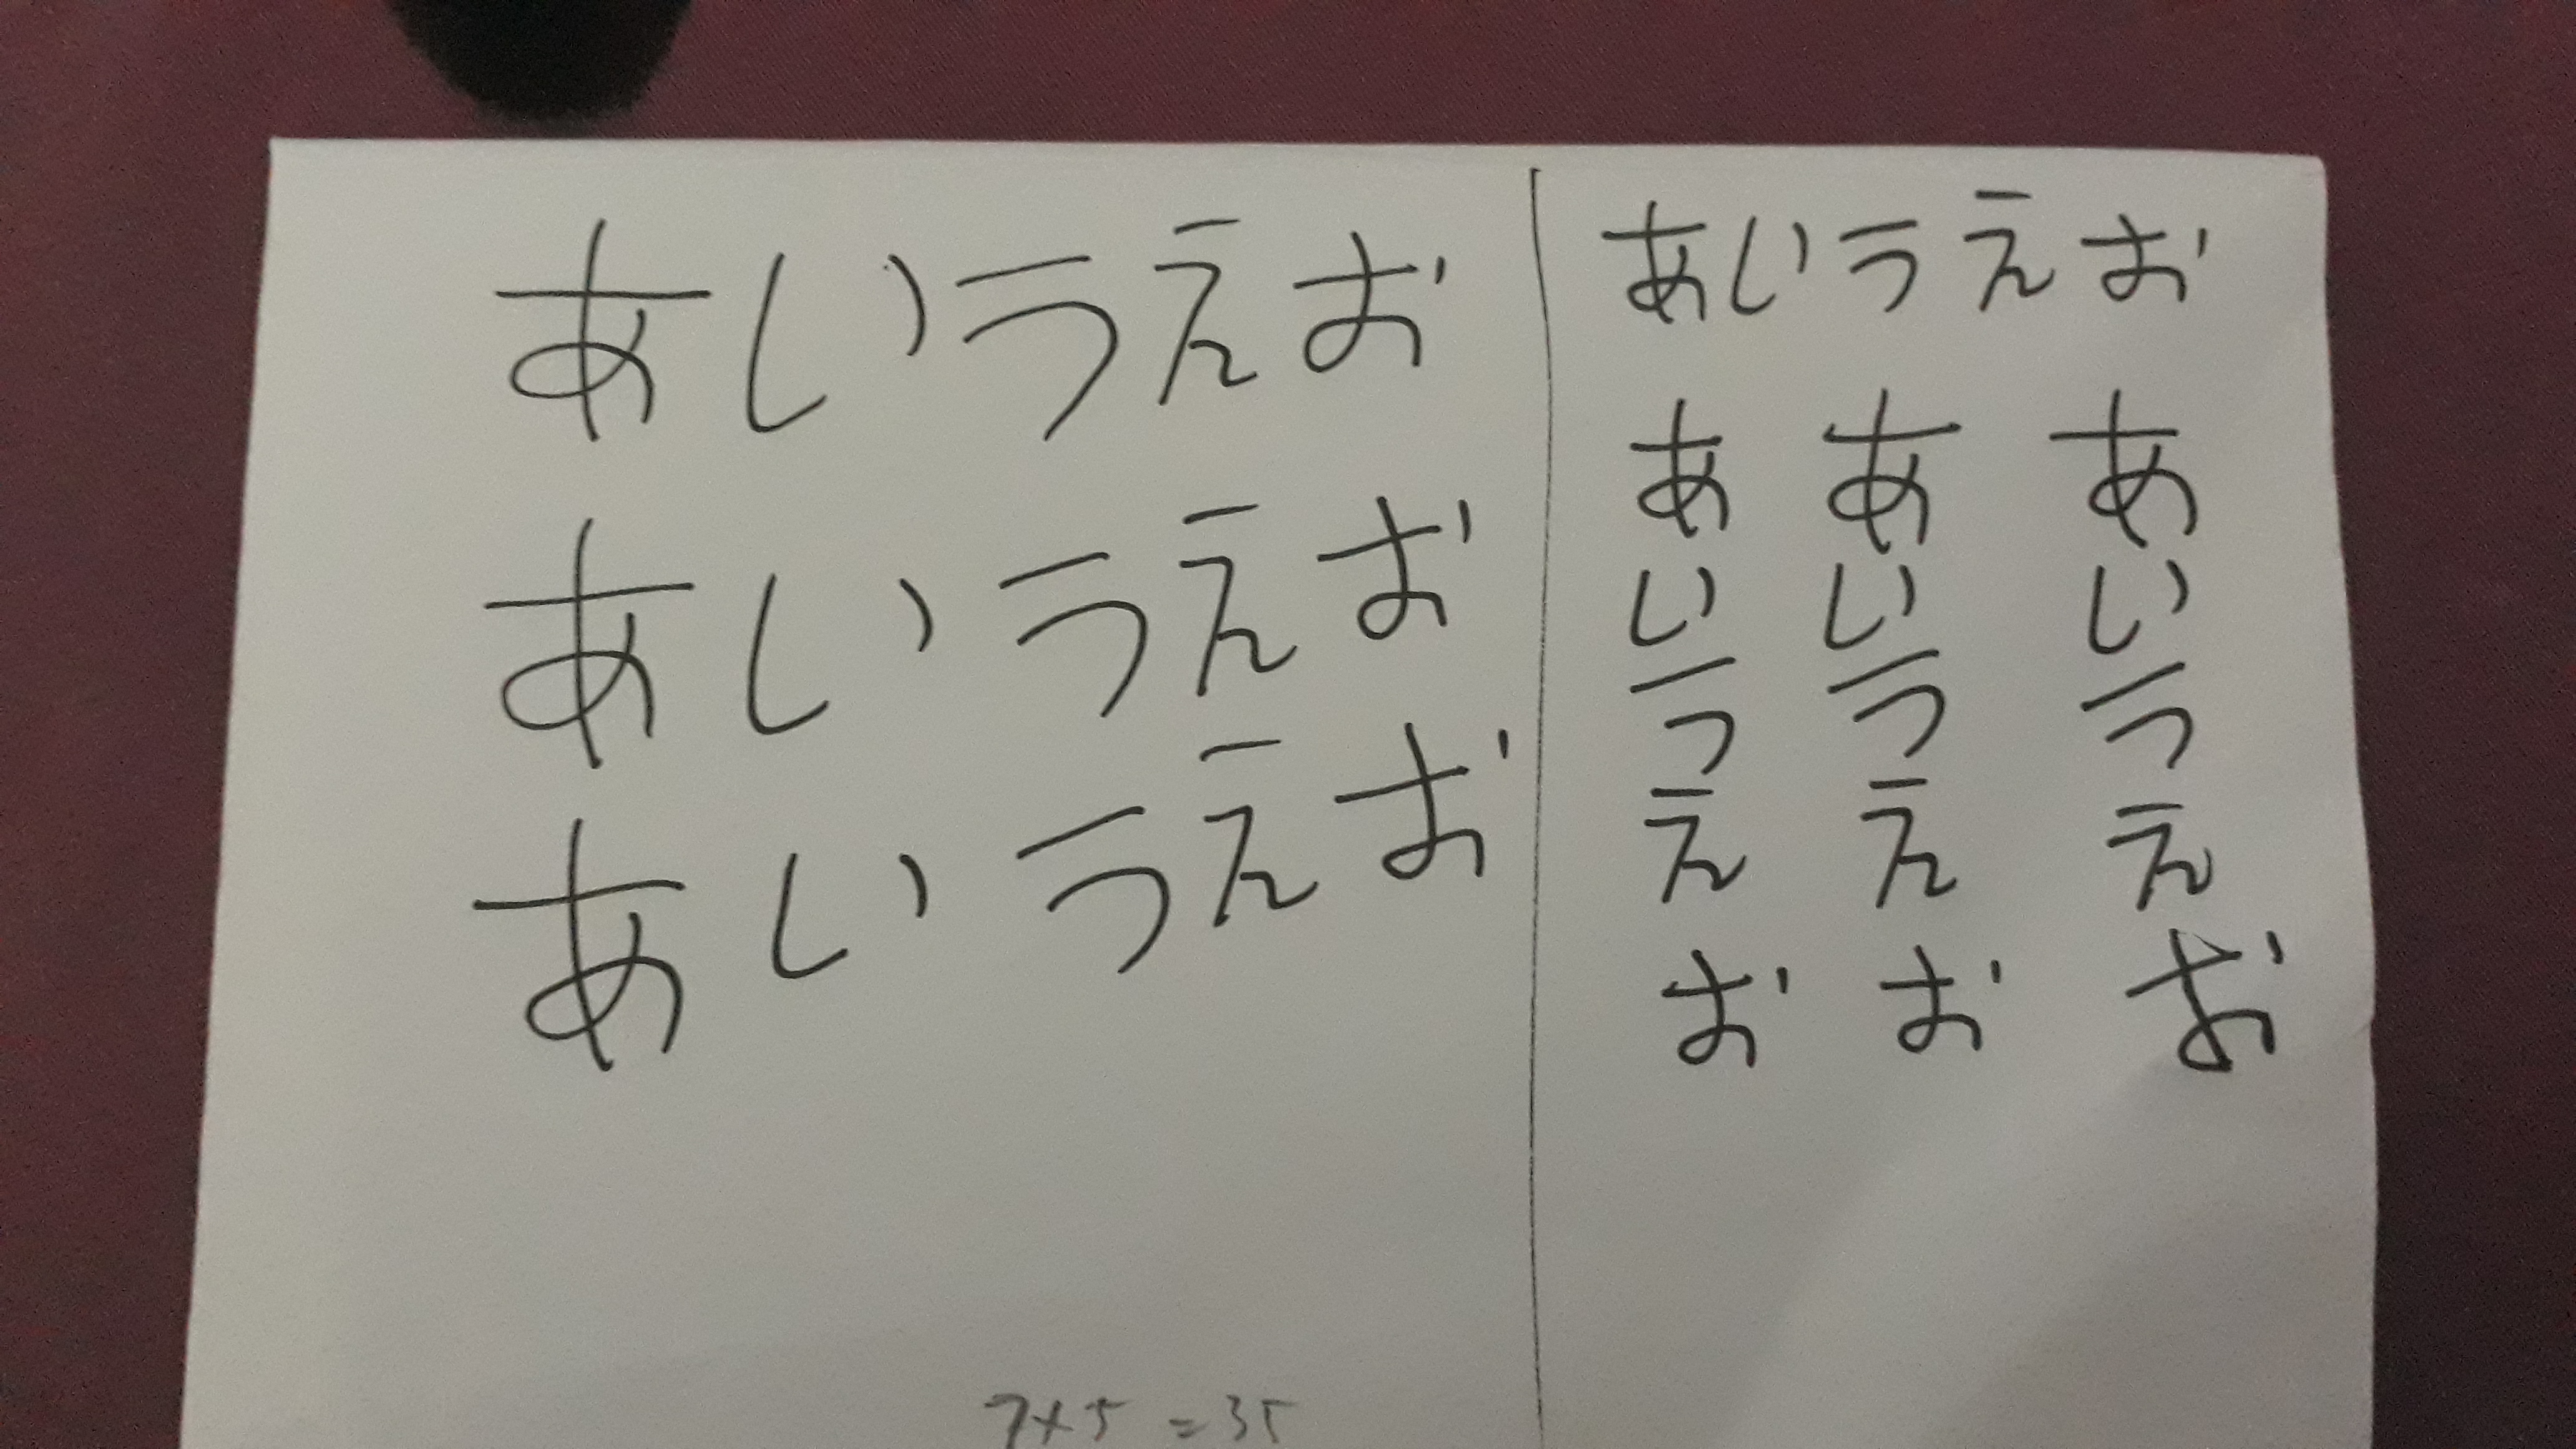 あいうえお
あいうえお
あいうえお
あいうえお
あ あ あ
い い い
う う う
え え え
お お お
7×5=35